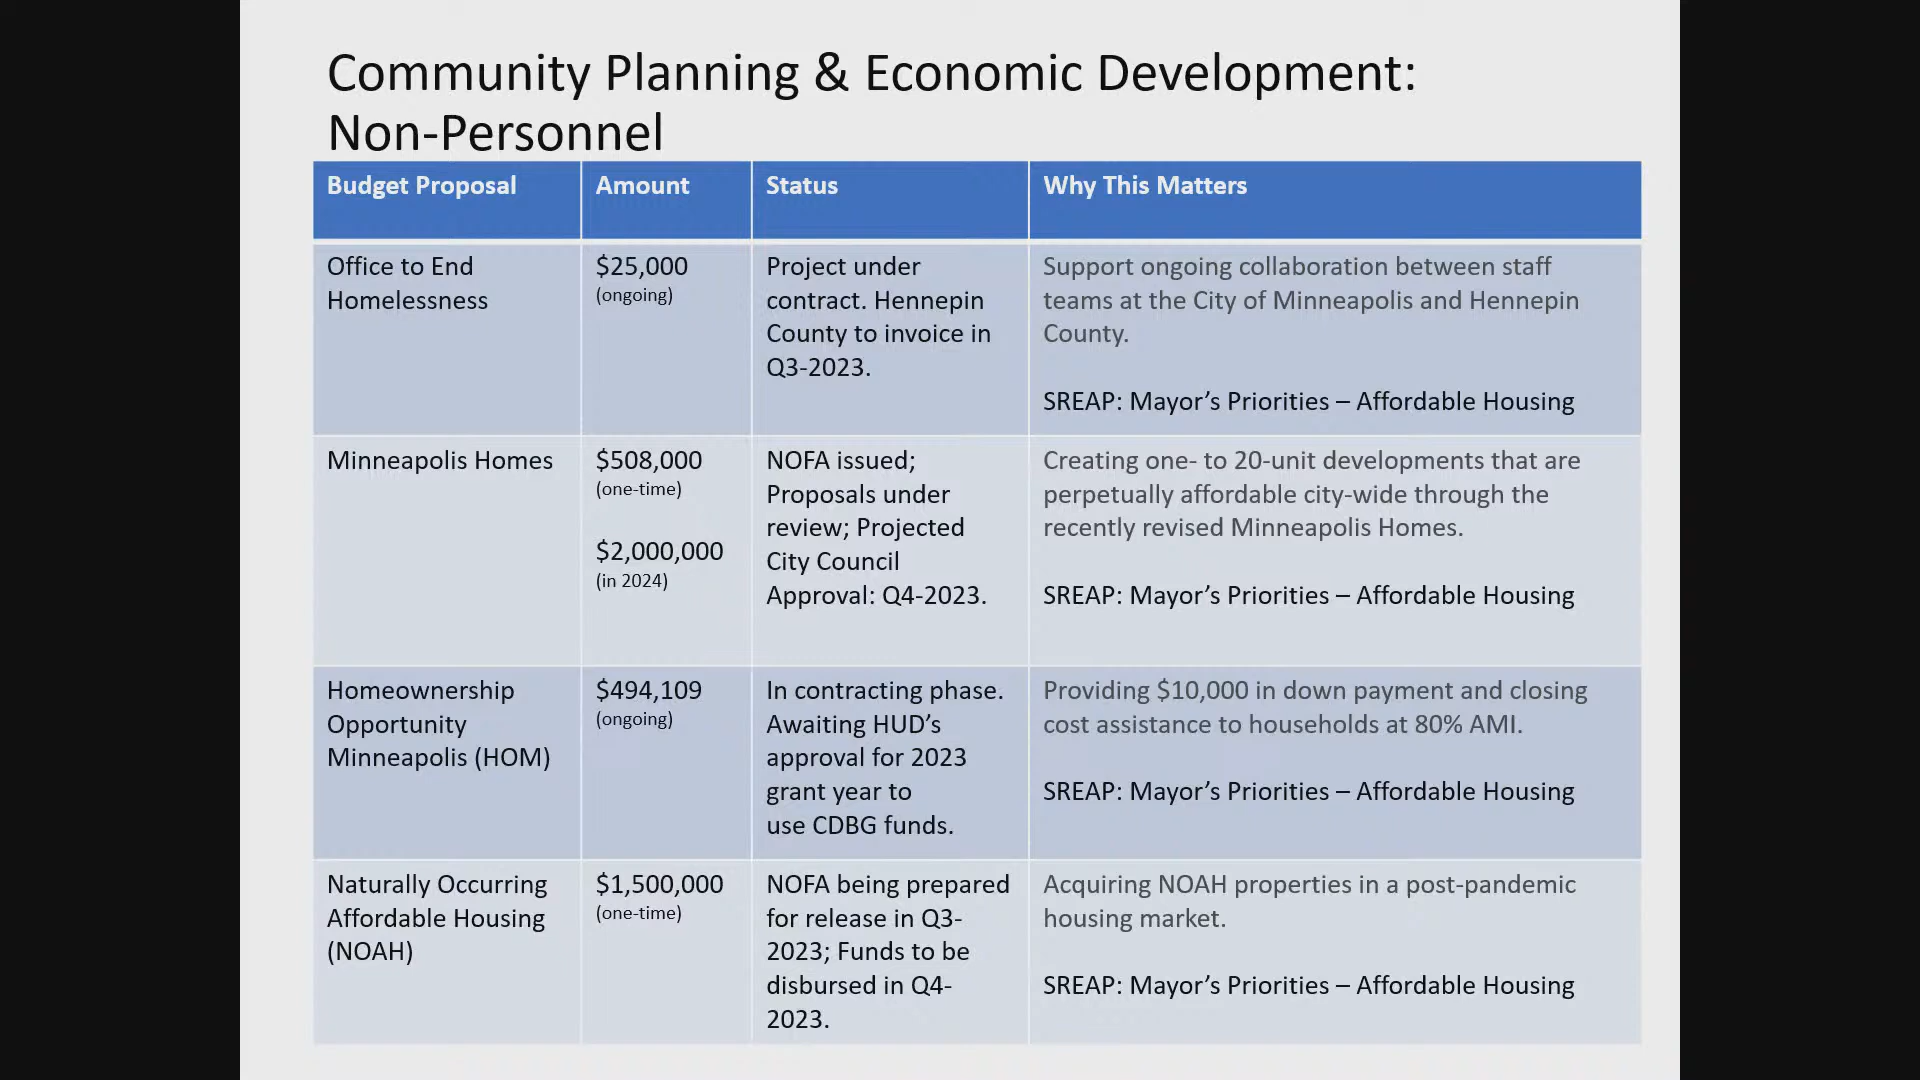 Community Planning & Economic Development:
Non-Personnel
Budget Proposal
Amount
Status
Why This Matters
Office to End
Homelessness
$25,000
(ongoing)
Project under
contract. Hennepin
County to invoice in
Q3-2023.
Support ongoing collaboration between staff
teams at the City of Minneapolis and Hennepin
County.
SREAP: Mayor’s Priorities – Affordable Housing
Minneapolis Homes
$508,000
(one-time)
$2,000,000
(in 2024)
NOFA issued;
Proposals under
review; Projected
City Council
Approval: Q4-2023.
Creating one- to 20-unit developments that are
perpetually affordable city-wide through the
recently revised Minneapolis Homes.
SREAP: Mayor’s Priorities – Affordable Housing
Homeownership
Opportunity
Minneapolis (HOM)
$494,109
(ongoing)
In contracting phase.
Awaiting HUD’s
approval for 2023
grant year to
use CDBG funds.
Providing $10,000 in down payment and closing
cost assistance to households at 80% AMI.
SREAP: Mayor’s Priorities – Affordable Housing
Naturally Occurring
Affordable Housing
(NOAH)
$1,500,000
(one-time)
NOFA being prepared
for release in Q3-
2023; Funds to be
disbursed in Q4-
2023.
Acquiring NOAH properties in a post-pandemic
housing market.
SREAP: Mayor’s Priorities – Affordable Housing